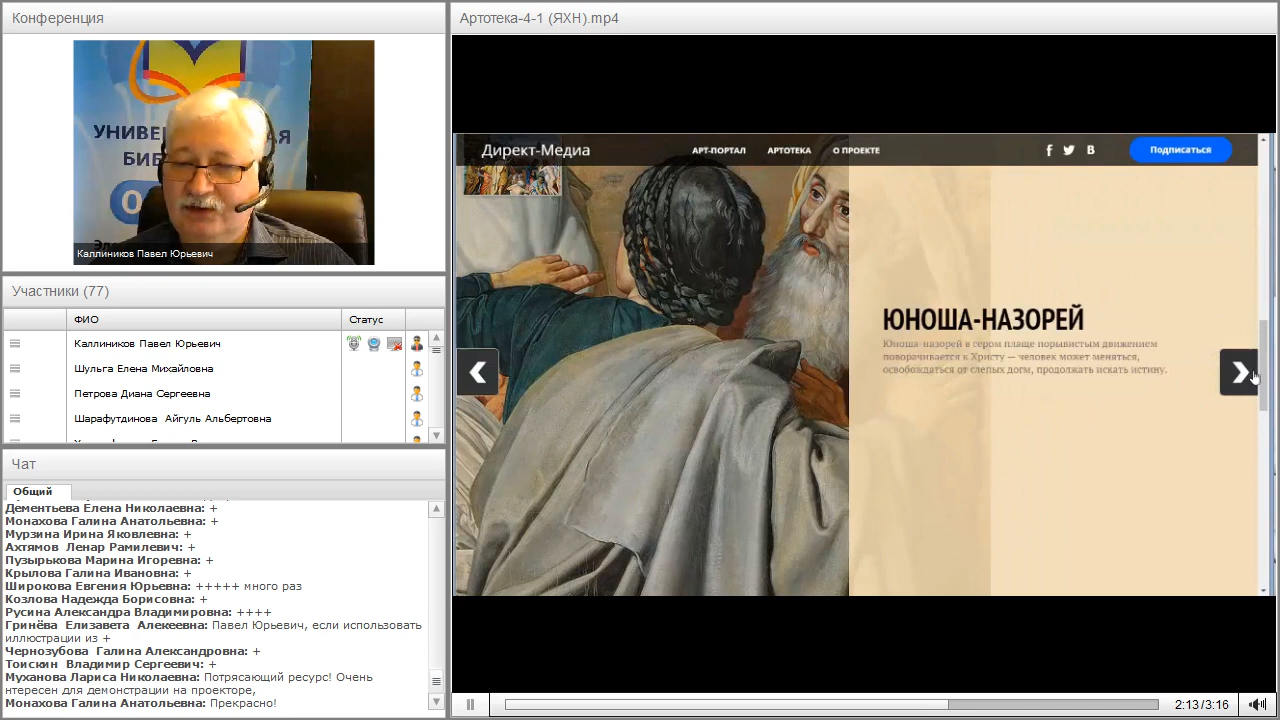 Конференция
УНИВЕР
АЯ
БИБ
О
Каллиников Павел Юрьевич
Участники (77)
ФИО
Статус
Каллиников Павел Юрьевич
Шульга Елена Михайловна
Петрова Диана Сергеевна
Шарафутдинова Айгуль Альбертовна
Чат
Общий
Дементьева Елена Николаевна: +
Монахова Галина Анатольевна: +
Мурзина Ирина Яковлевна: +
Ахтямов Ленар Рамилевич: +
Пузырькова Марина Игоревна: +
Крылова Галина Ивановна: +
Широкова Евгения Юрьевна: +++++ много раз
Козлова Надежда Борисовна: +
Русина Александра Владимировна: ++++
Гринёва Елизавета Алекеевна: Павел Юрьевич, если использовать
иллюстрации из +
Чернозубова Галина Александровна: +
Тоискин Владимир Сергеевич: +
Муханова Лариса Николаевна: Потрясающий ресурс! Очень
нтересен для демонстрации на проекторе,
Монахова Галина Анатольевна: Прекрасно!
Артотека-4-1 (ЯХН).mp4
Директ-Медиа
АРТ-ПОРТАЛ
АРТОТЕКА
О ПРОЕКТЕ
Подписаться
ЮНОША-НАЗОРЕЙ
Юноша-назорей в сером плаще порывистым движением
поворачивается к Христу — человек может меняться,
освобождаться от слепых догм, продолжать искать истину.
2:13/3:16